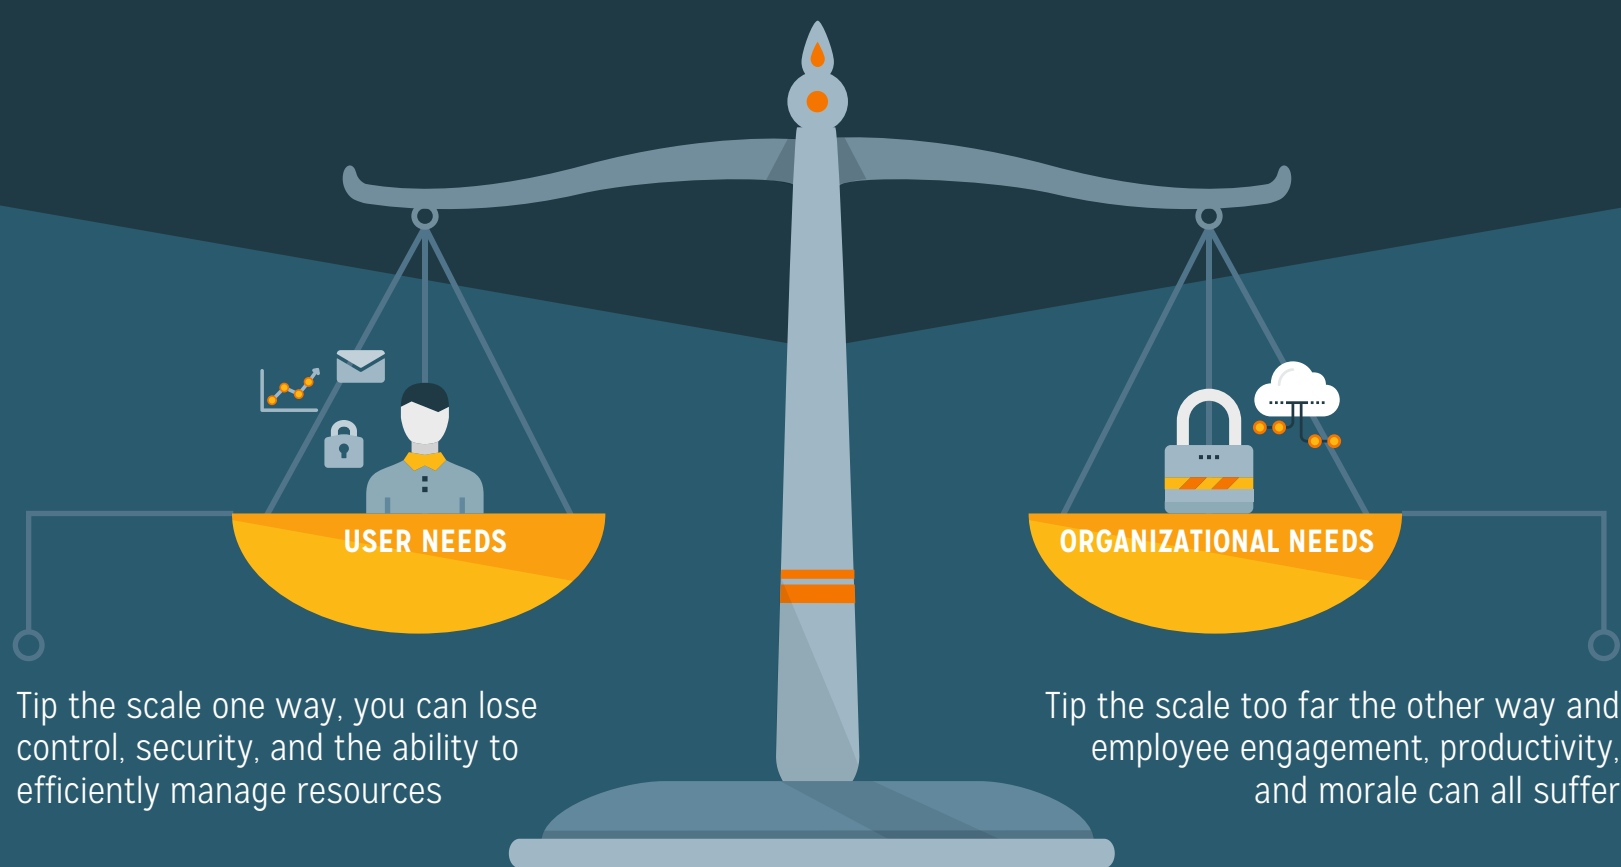 USER NEEDS
ORGANIZATIONAL NEEDS
Tip the scale one way, you can lose
control, security, and the ability to
efficiently manage resources
Tip the scale too far the other way and
employee engagement, productivity,
and morale can all suffer